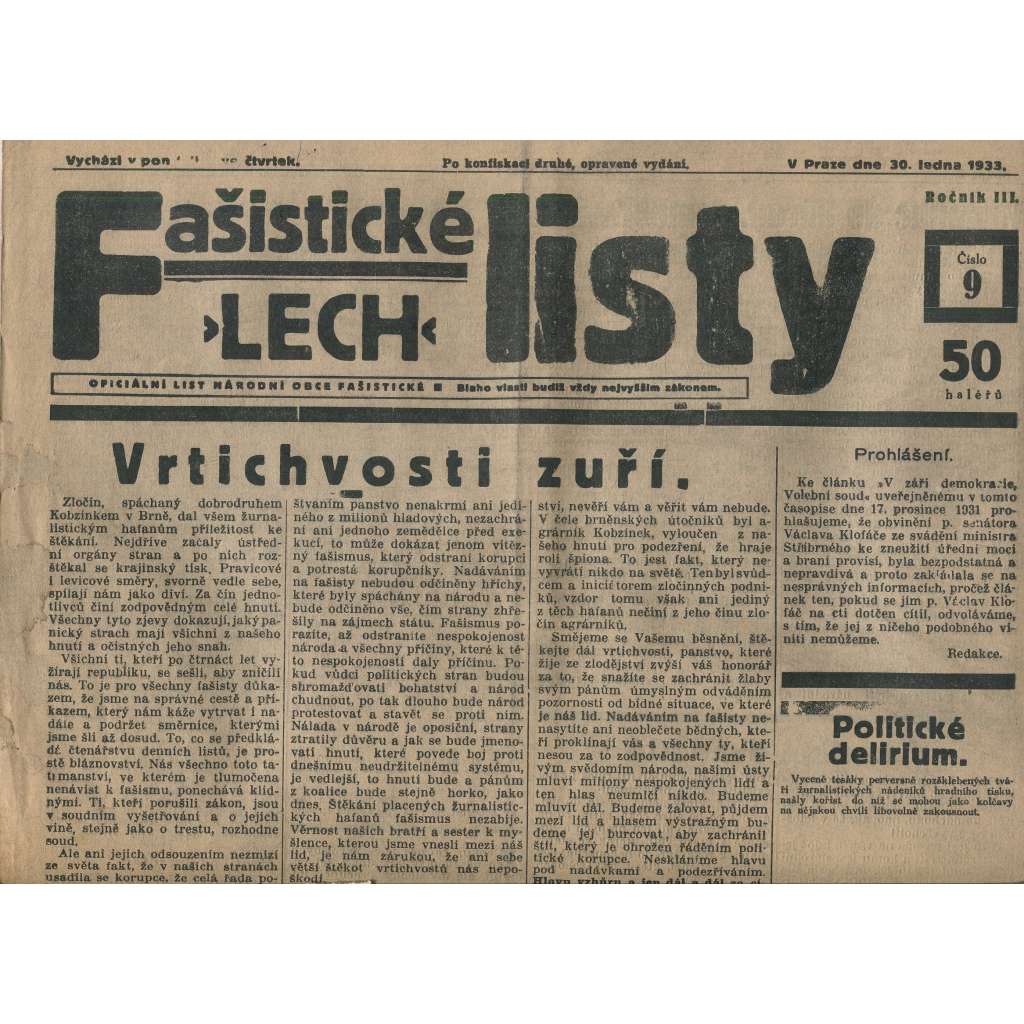 Vychází v pon čtvrtek.
Po konfiskaci druhé, opravené vydání.
V Praze dne 30. ledna 1933.
Fašistické listy
›LECH‹
Ročník III.
Číslo
9
50
haléřů
OFICIÁLNÍ LIST NÁRODNÍ OBCE FAŠISTICKÉ ■ Blaho vlasti budiž vždy nejvyšším zákonem.
Vrtichvosti zuří.
Zločin, spáchaný dobrodruhem
Kobzínkem v Brně, dal všem žurna-
listickým hafanům příležitost ke
štěkání. Nejdříve začaly ústřed-
ní orgány stran a po nich roz-
štěkal se krajinský tisk. Pravicové
i levicové směry, svorně vedle sebe,
spílají nám jako diví. Za čin jedno-
tlivců činí zodpovědným celé hnutí.
Všechny tyto zjevy dokazují, jaký pa-
nický strach mají všichni z našeho
hnutí a očistných jeho snah.
Všichni ti, kteří po čtrnáct let vy-
žírají republiku, se sešli, aby zničili
nás. To je pro všechny fašisty důka-
zem, že jsme na správné cestě a pří-
kazem, který nám káže vytrvat i na-
dále a podržet směrnice, kterými
jsme šli až dosud. To, co se předklá-
dá čtenářstvu denních listů, je pro-
stě bláznovství. Nás všechno toto ta-
tmanství, ve kterém je tlumočena
nenávist k fašismu, ponechává klid-
nými. Ti, kteří porušili zákon, jsou
v soudním vyšetřování a o jejich
vině, stejně jako o trestu, rozhodne
soud.
Ale ani jejich odsouzením nezmizí
ze světa fakt, že v našich stranách
usadila se korupce, že celá řada po-
štvaním panstvo nenakrmí ani jedi-
ného z milionů hladových, nezachrá-
ní ani jednoho zemědělce před exe-
kucí, to může dokázat jenom vítěz-
ný fašismus, který odstraní korupci
a potrestá korupčníky. Nadáváním
na fašisty nebudou odčiněny hříchy,
které byly spáchány na národu a ne-
bude odčiněno vše, čím strany zhře-
šily na zájmech státu. Fašismus po-
razíte, až odstraníte nespokojenost
národa a všechny příčiny, které k té-
to nespokojenosti daly příčinu. Po-
kud vůdci politických stran budou
shromažďovati bohatství a národ
chudnout, po tak dlouho bude národ
protestovat a stavět se proti nim.
Nálada v národě je oposiční, strany
ztratily důvěru a jak se bude jmeno-
vati hnutí, které povede boj proti
dnešnímu neudržitelnému systému,
je vedlejší, to hnutí bude a pánům
z koalice bude stejně horko, jako
dnes. Štěkání placených žurnalistic-
kých hafanů fašismus nezabije.
Věrnost našich bratří a sester k my-
šlence, kterou jsme vnesli mezi náš
lid, je nám zárukou, že ani sebe
větší štěkot vrtichvostů nás nepo-
škodí.
ství, nevěří vám a věřit vám nebude.
V čele brněnských útočníků byl a-
grárník Kobzinek, vyloučen z na-
šeho hnutí pro podezření, že hraje
roli špiona. To jest fakt, který ne-
vyvrátí nikdo na světě. Ten byl svůd-
cem a iniciatorem zločinných podni-
ků, vzdor tomu však ani jediný
z těch hafanů nečiní z jeho činu zlo-
čin agrárníků.
Smějeme se Vašemu běsnění, ště-
kejte dál vrtichvosti, panstvo, které
žije ze zlodějství zvýší váš honorář
za to, že snažíte se zachránit žlaby
svým pánům úmyslným odváděním
pozornosti od bídné situace, ve které
je náš lid. Nadáváním na fašisty ne-
nasytíte ani neoblečete bědných, kte-
ří proklínají vás a všechny ty, kteří
nesou za to zodpovědnost. Jsme ži-
vým svědomím národa, našimi ústy
mluví miliony nespokojených lidí a
ten hlas neumlčí nikdo. Budeme
mluvit dál. Budeme žalovat, půjdem
mezi lid a hlasem výstražným bu-
deme jej burcovat, aby zachránil
štít, který je ohrožen řáděním poli-
tické korupce. Neskláníme hlavu
pod nadávkami a podezříváním.
Hlavu vzhůru a jen dál a dál za
Prohlášení.
Ke článku »V září demokracie,
Volební soud« uveřejněnému v tomto
časopise dne 17. prosince 1931 pro-
hlašujeme, že obvinění p. senátora
Václava Klofáče ze svádění ministra
Stříbrného ke zneužití úřední moci
a braní provisí, byla bezpodstatná a
nepravdivá a proto zakládala se na
nesprávných informacích, pročež člá-
nek ten, pokud se jím p. Václav Klo-
fáč na cti dotčen cítil, odvoláváme,
s tím, že jej z ničeho podobného vi-
niti nemůžeme.
Redakce.
Politické
delirium.
Vyceně tesáky perversně rozšklebených tvá-
ří žurnalistických nádeníků hradního tisku,
našly kořist do níž se mohou jako kolčavy
na nějakou chvíli libovolně zakousnout.